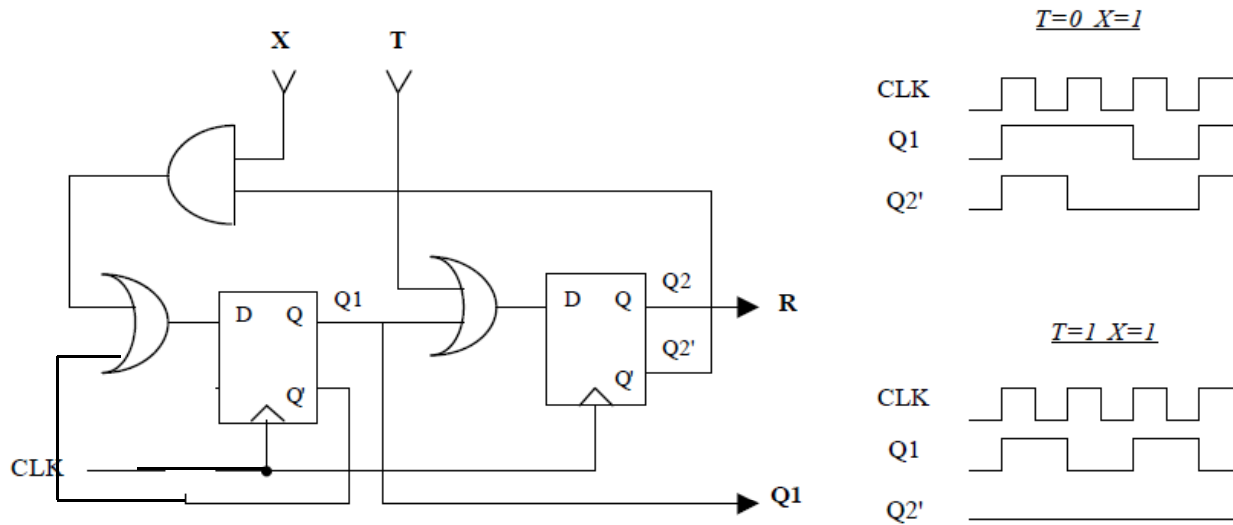 X T
D Q Q1
Q'
CLK
D Q Q2
Q2'
Q'
R
Q1
T=0 X=1
CLK
Q1
Q2'
T=1 X=1
CLK
Q1
Q2'